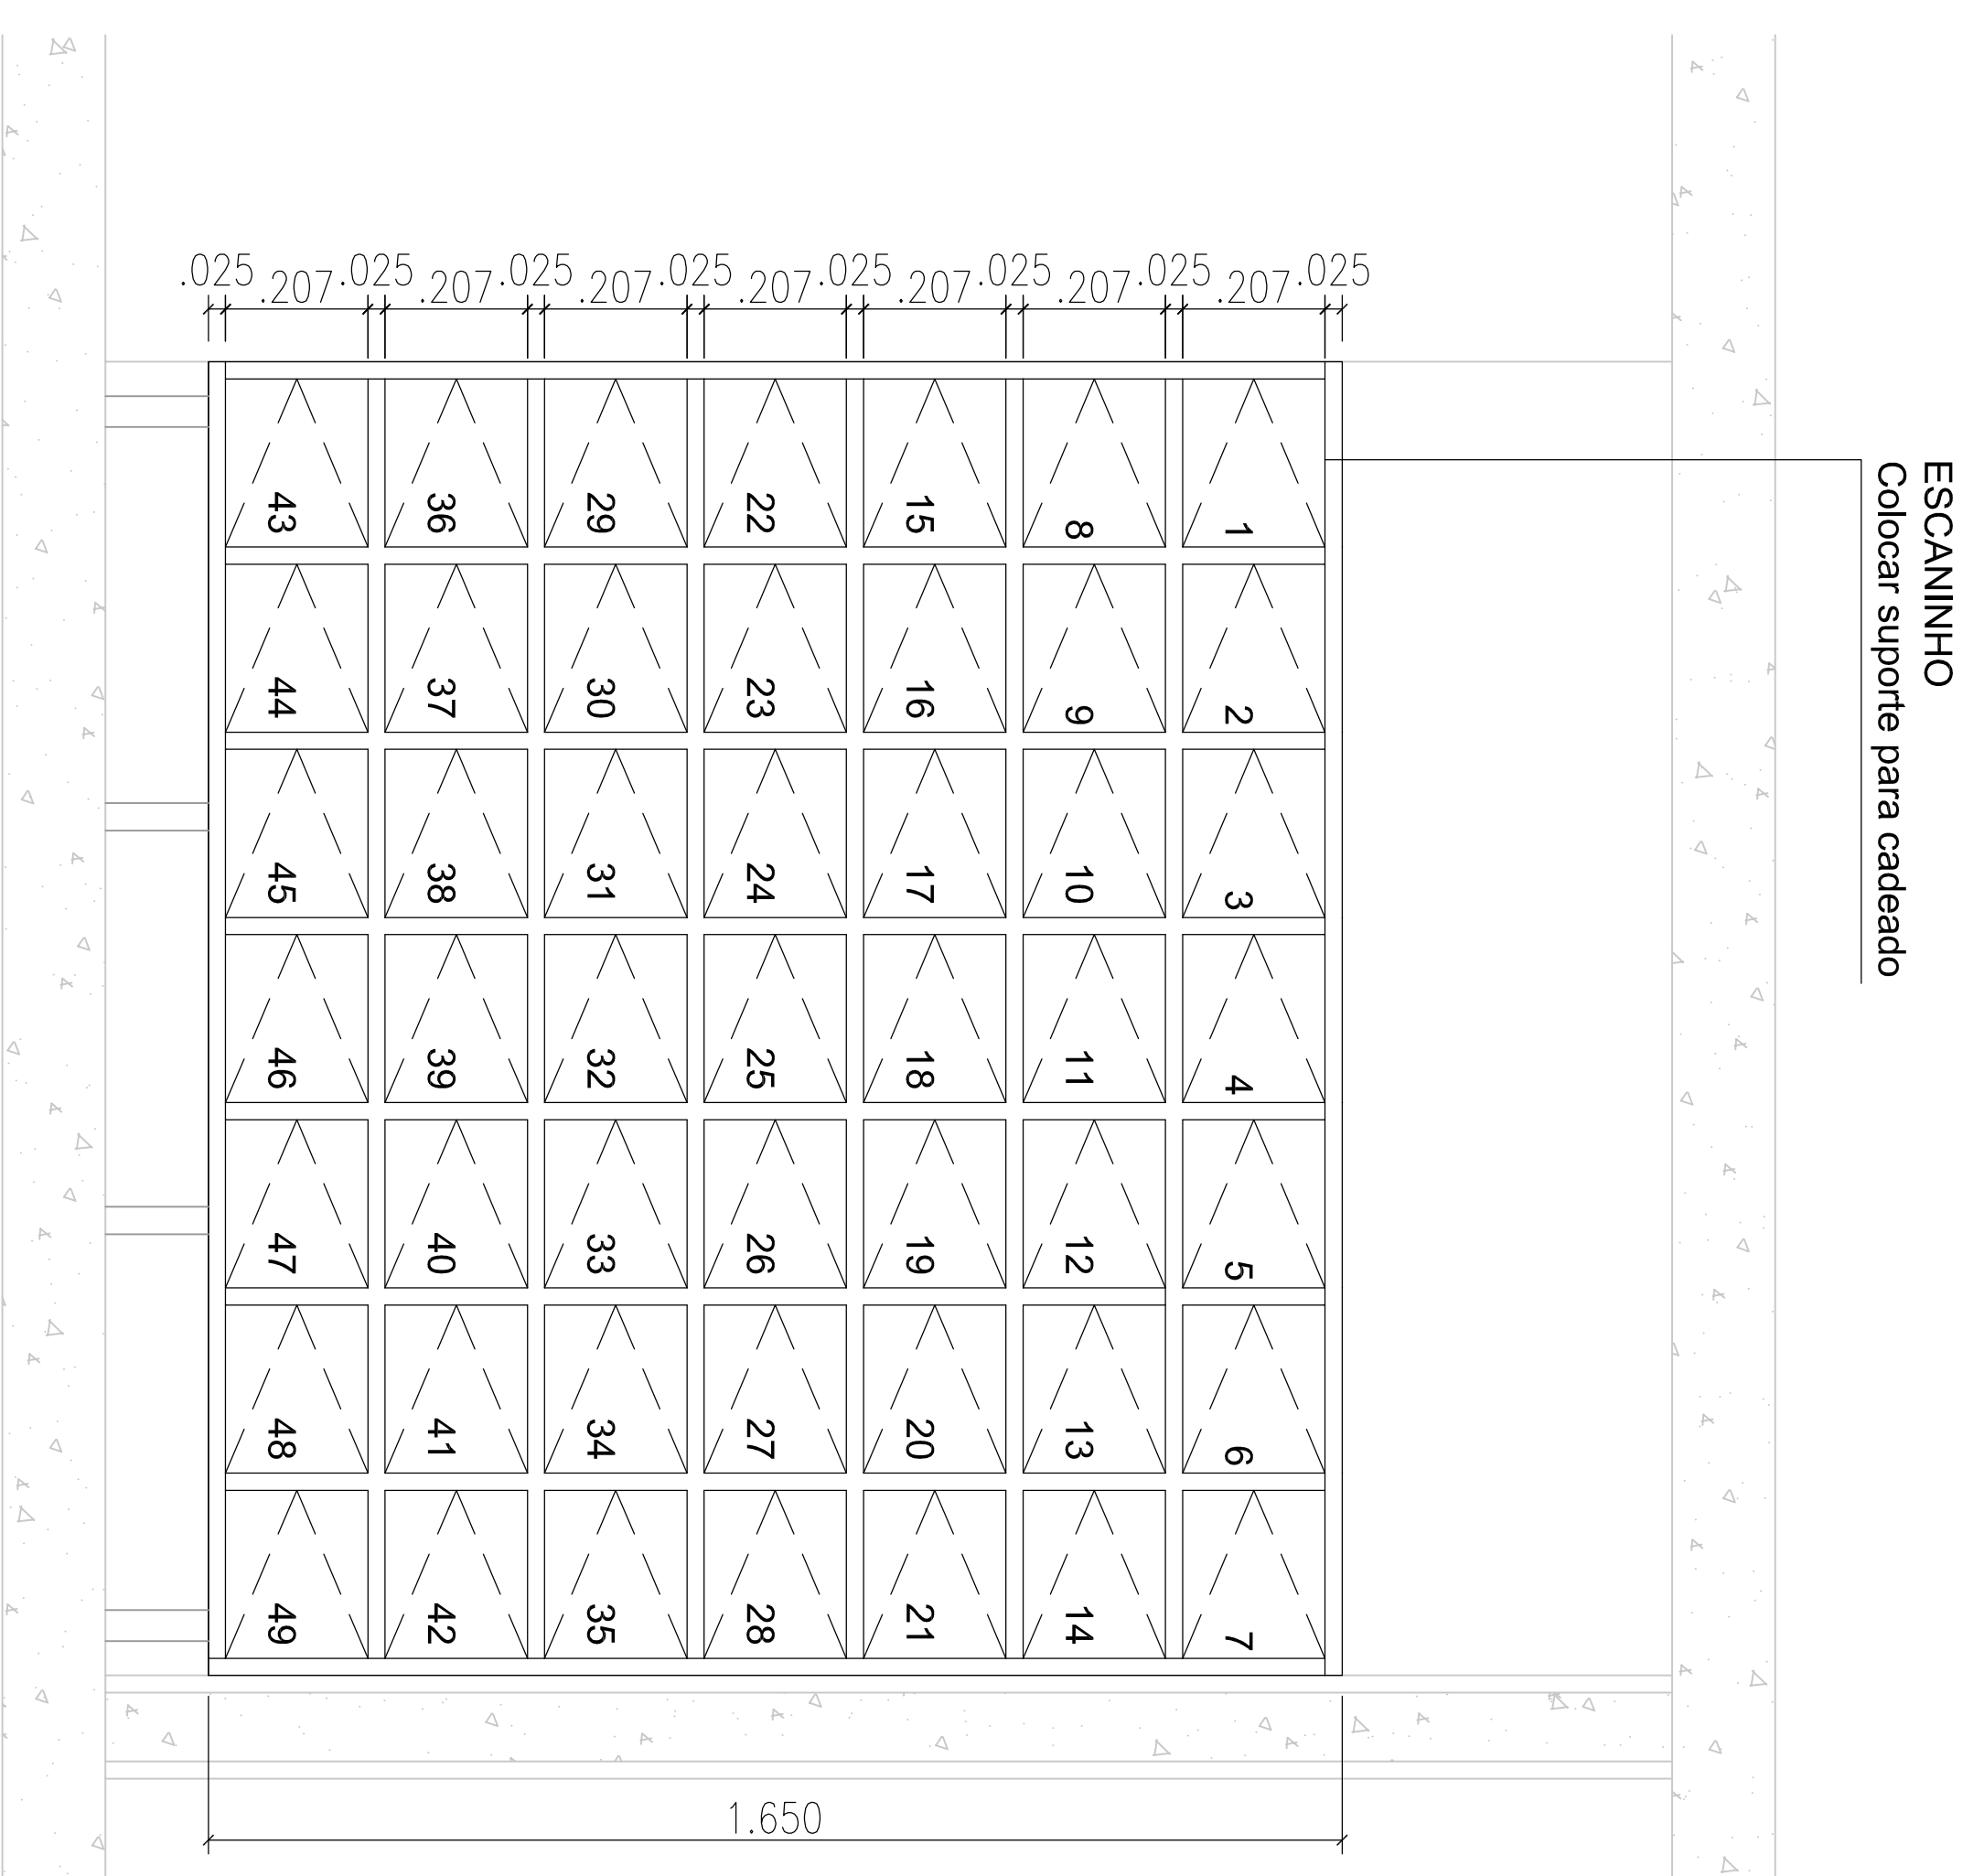 ESCANINHO
Colocar suporte para cadeado
.025 .207 .025 .207 .025 .207 .025 .207 .025 .207 .025 .207 .025 .207 .025
1 2 3 4 5 6 7
8 9 10 11 12 13 14
15 16 17 18 19 20 21
22 23 24 25 26 27 28
29 30 31 32 33 34 35
36 37 38 39 40 41 42
43 44 45 46 47 48 49
1.650